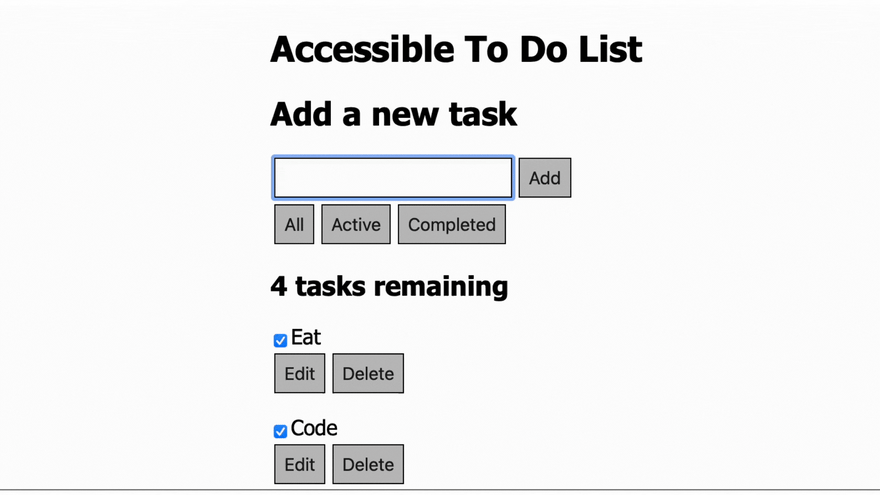 Accessible To Do List
Add a new task
Add
All Active Completed
4 tasks remaining
Eat
Edit Delete
Code
Edit Delete